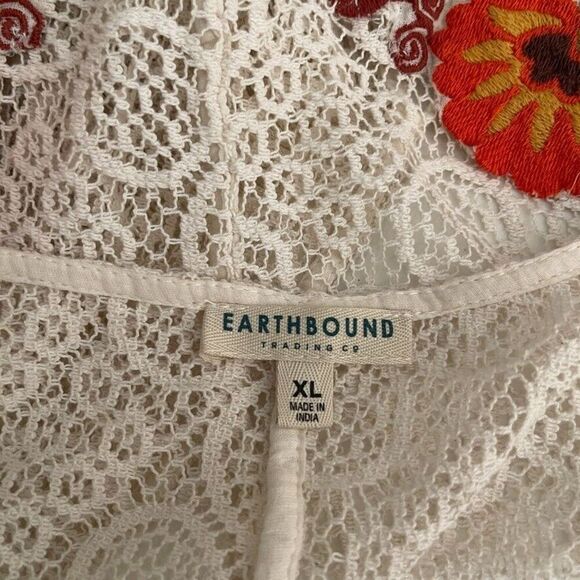 EARTHBOUND
TRADING CO
XL
MADE IN
INDIA